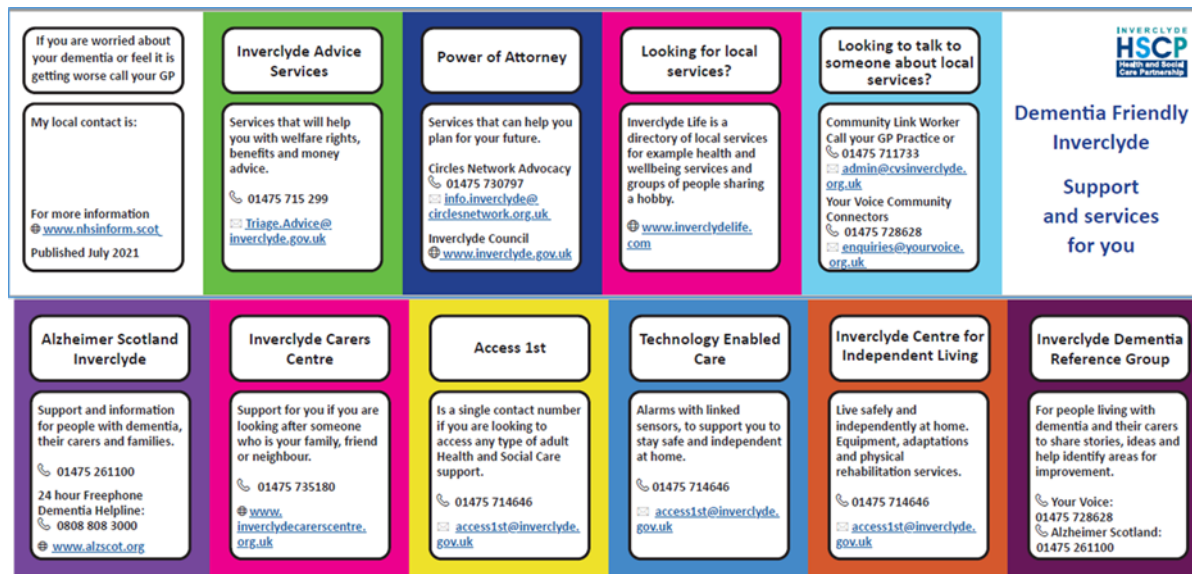 If you are worried about
your dementia or feel it is
getting worse call your GP
My local contact is:
For more information
www.nhsinform.scot
Published July 2021
Inverclyde Advice
Services
Services that will help
you with welfare rights,
benefits and money
advice.
01475 715 299
Triage.Advice@
inverclyde.gov.uk
Power of Attorney
Services that can help you
plan for your future.
Circles Network Advocacy
01475 730797
info.inverclyde@
circlesnetwork.org.uk
Inverclyde Council
www.inverclyde.gov.uk
Looking for local
services?
Inverclyde Life is a
directory of local services
for example health and
wellbeing services and
groups of people sharing
a hobby.
www.inverclydelife.
com
Looking to talk to
someone about local
services?
Community Link Worker
Call your GP Practice or
01475 711733
admin@cvsinverclyde.
org.uk
Your Voice Community
Connectors
01475 728628
enquiries@yourvoice.
org.uk
INVERCLYDE
HSCP
Health and Social
Care Partnership
Dementia Friendly
Inverclyde
Support
and services
for you
Alzheimer Scotland
Inverclyde
Support and information
for people with dementia,
their carers and families.
01475 261100
24 hour Freephone
Dementia Helpline:
0808 808 3000
www.alzscot.org
Inverclyde Carers
Centre
Support for you if you are
looking after someone
who is your family, friend
or neighbour.
01475 735180
www.
inverclydecarerscentre.
org.uk
Access 1st
Is a single contact number
if you are looking to
access any type of adult
Health and Social Care
support.
01475 714646
access1st@inverclyde.
gov.uk
Technology Enabled
Care
Alarms with linked
sensors, to support you to
stay safe and independent
at home.
01475 714646
access1st@inverclyde.
gov.uk
Inverclyde Centre for
Independent Living
Live safely and
independently at home.
Equipment, adaptations
and physical
rehabilitation services.
01475 714646
access1st@inverclyde.
gov.uk
Inverclyde Dementia
Reference Group
For people living with
dementia and their carers
to share stories, ideas and
help identify areas for
improvement.
Your Voice:
01475 728628
Alzheimer Scotland:
01475 261100